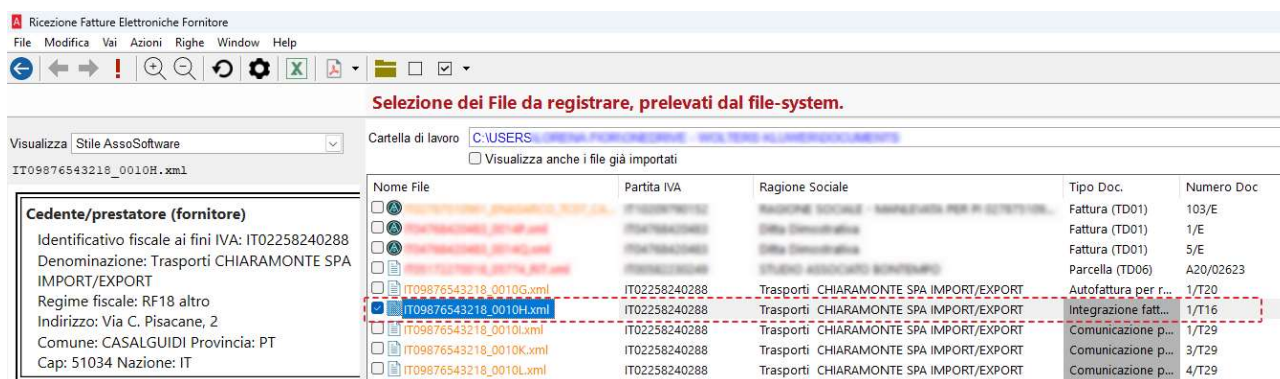 Ricezione Fatture Elettroniche Fornitore
File Modifica Vai Azioni Righe Window Help
Selezione dei File da registrare, prelevati dal file-system.
Visualizza Stile AssoSoftware
IT09876543218_0010H.xml
Cedente/prestatore (fornitore)
Identificativo fiscale ai fini IVA: IT02258240288
Denominazione: Trasporti CHIARAMONTE SPA
IMPORT/EXPORT
Regime fiscale: RF18 altro
Indirizzo: Via C. Pisacane, 2
Comune: CASALGUIDI Provincia: PT
Cap: 51034 Nazione: IT
Cartella di lavoro C:\USERS
Visualizza anche i file già importati
Nome File Partita IVA Ragione Sociale Tipo Doc. Numero Doc
Fattura (TD01) 103/E
Fattura (TD01) 1/E
Fattura (TD01) 5/E
Parcella (TD06) A20/02623
IT09876543218_0010G.xml IT02258240288 Trasporti CHIARAMONTE SPA IMPORT/EXPORT Autofattura per r... 1/T20
IT09876543218_0010H.xml IT02258240288 Trasporti CHIARAMONTE SPA IMPORT/EXPORT Integrazione fatt... 1/T16
IT09876543218_0010I.xml IT02258240288 Trasporti CHIARAMONTE SPA IMPORT/EXPORT Comunicazione p... 1/T29
IT09876543218_0010K.xml IT02258240288 Trasporti CHIARAMONTE SPA IMPORT/EXPORT Comunicazione p... 3/T29
IT09876543218_0010L.xml IT02258240288 Trasporti CHIARAMONTE SPA IMPORT/EXPORT Comunicazione p... 4/T29